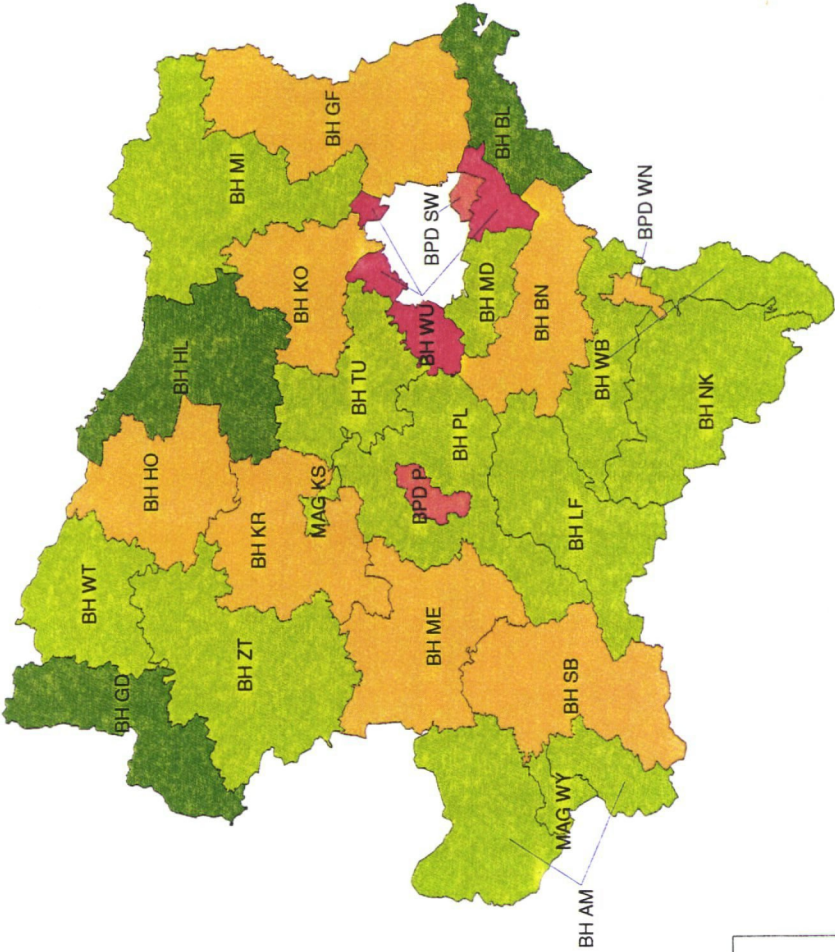 BH WT
BH GD
BH HO
BH HL
BH MI
BH ZT
BH KR
BH KO
MAG KS
BH GF
BH TU
BPD P
BH WU
BPD SW
BH ME
BH PL
BH MD
BH BL
BH BN
MAG WY
BH SB
BH LF
BH AM
BH WB
BPD WN
BH NK